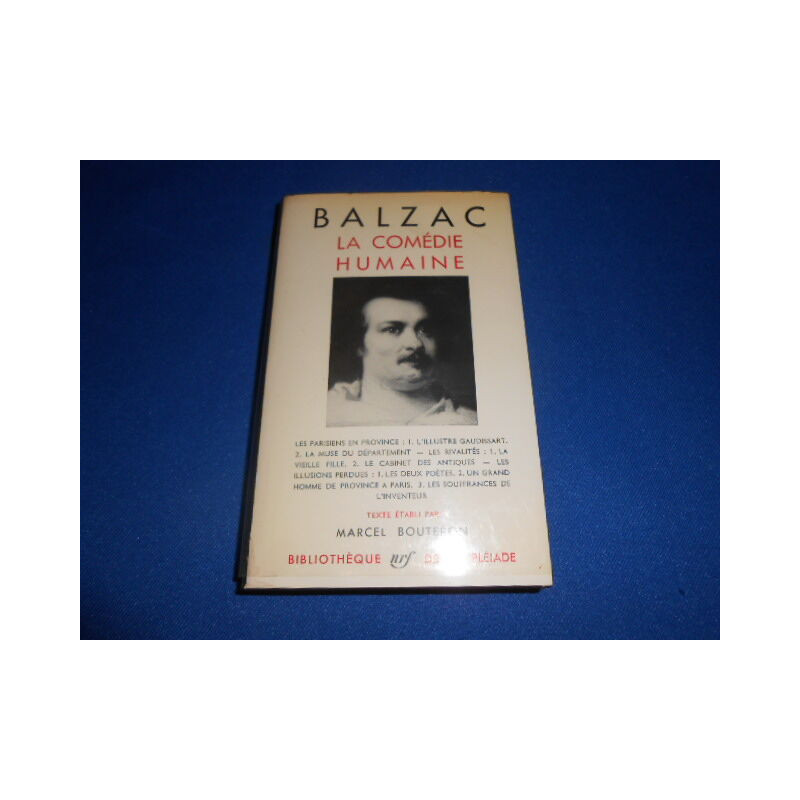 BALZAC
LA COMÉDIE
HUMAINE
LES PARISIENS EN PROVINCE : 1. L'ILLUSTRE GAUDISSART.
2. LA MUSE DU DÉPARTEMENT — LES RIVALITÉS : 1. LA
VIEILLE FILLE. 2. LE CABINET DES ANTIQUES — LES
ILLUSIONS PERDUES : 1. LES DEUX POÈTES. 2. UN GRAND
HOMME DE PROVINCE A PARIS. 3. LES SOUFFRANCES DE
L'INVENTEUR
TEXTE ÉTABLI PAR
MARCEL BOUTERON
BIBLIOTHÈQUE nrf DE PLÉIADE